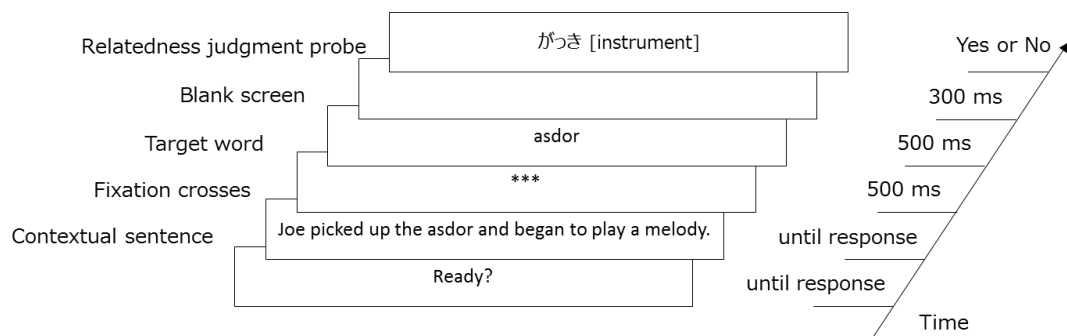 Relatedness judgment probe
がっき [instrument]
Yes or No
Blank screen
300 ms
Target word
asdor
500 ms
Fixation crosses
***
500 ms
Contextual sentence
Joe picked up the asdor and began to play a melody.
until response
Ready?
until response
Time